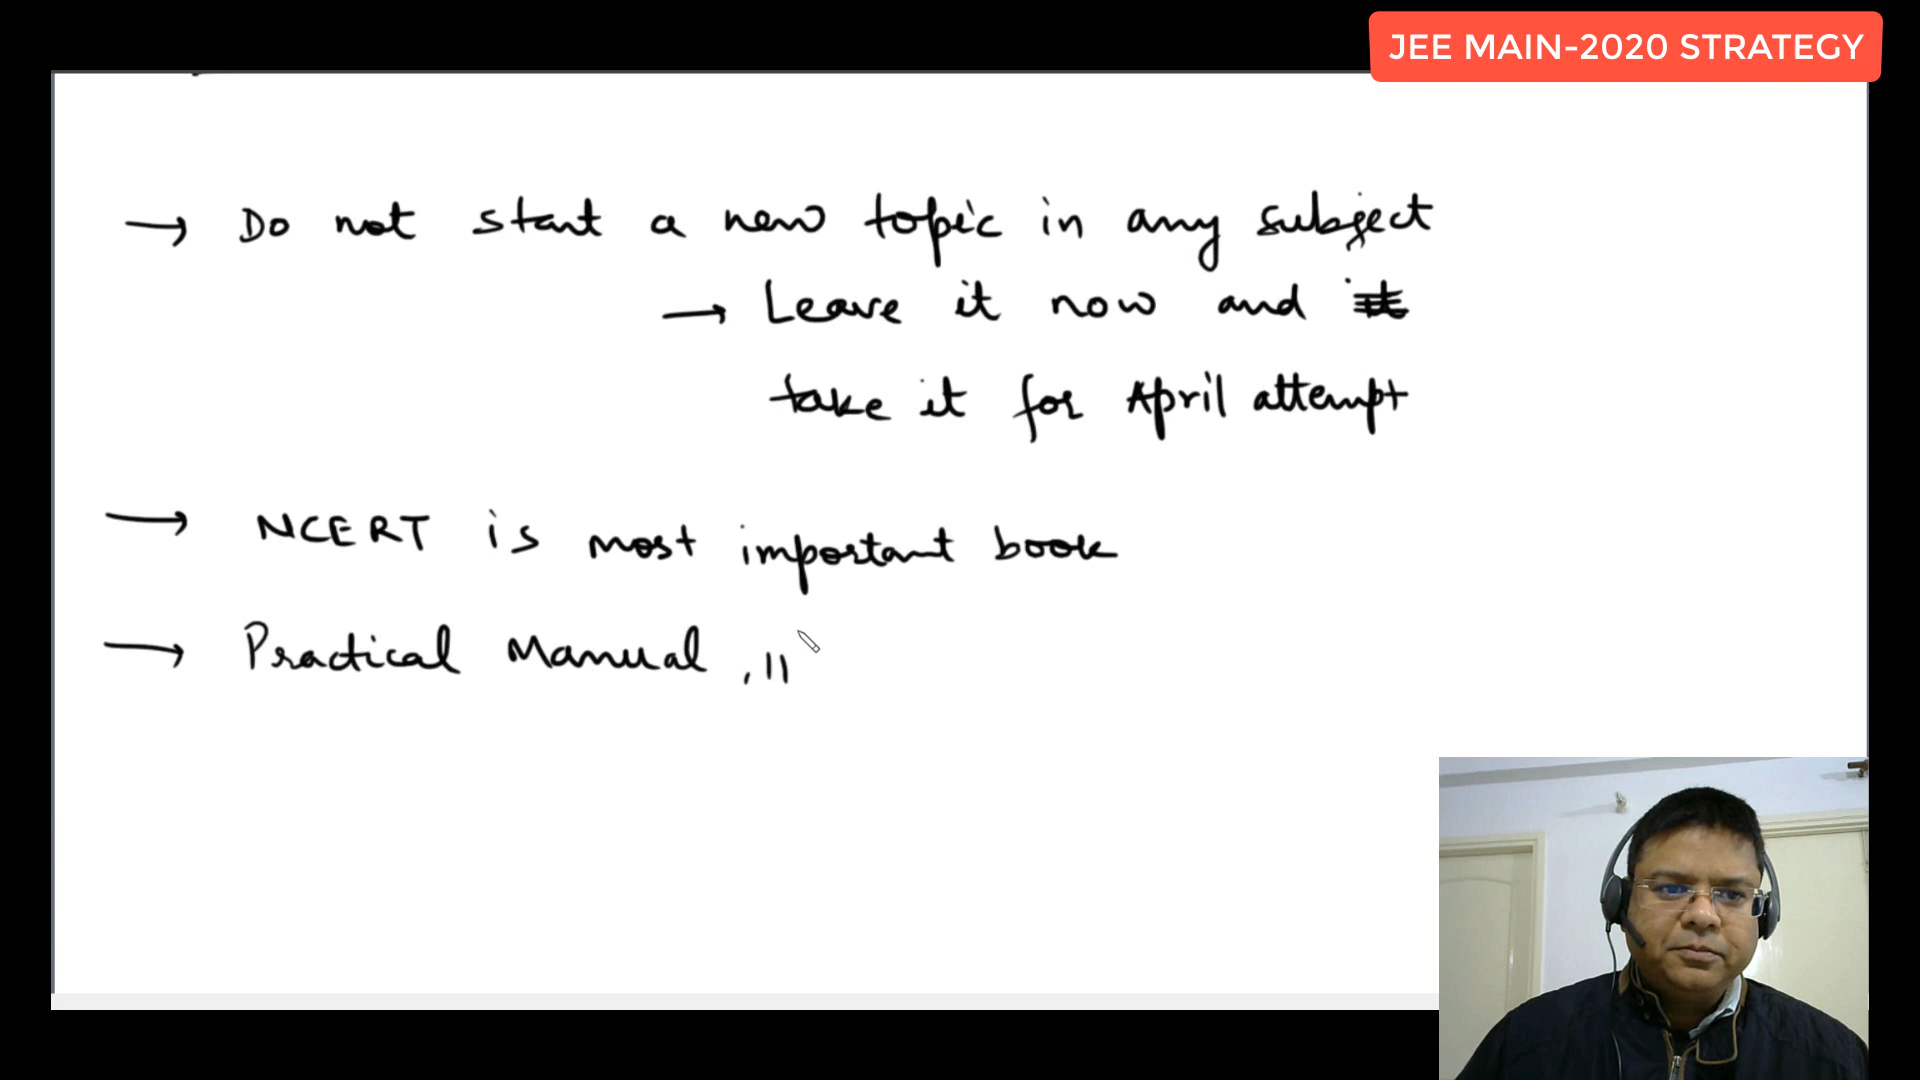 JEE MAIN-2020 STRATEGY
→ Do not start a new topic in any subject
→ Leave it now and it
take it for April attempt
→ NCERT is most important book
→ Practical Manual, 11